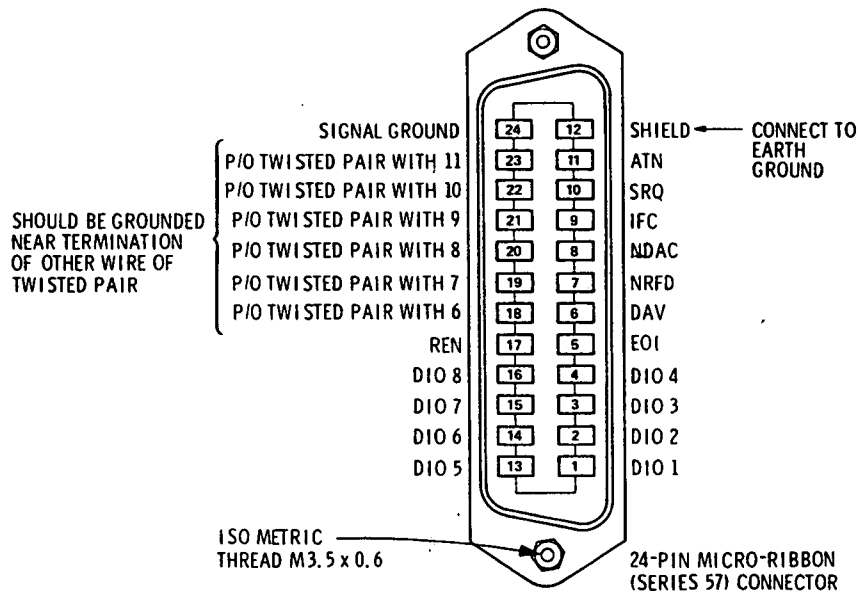 SIGNAL GROUND 24 12 SHIELD CONNECT TO
EARTH
GROUND
P/O TWISTED PAIR WITH 11 23 11 ATN
P/O TWISTED PAIR WITH 10 22 10 SRQ
P/O TWISTED PAIR WITH 9 21 9 IFC
P/O TWISTED PAIR WITH 8 20 8 NDAC
P/O TWISTED PAIR WITH 7 19 7 NRFD
P/O TWISTED PAIR WITH 6 18 6 DAV
SHOULD BE GROUNDED
NEAR TERMINATION
OF OTHER WIRE OF
TWISTED PAIR
REN 17 5 EOI
DIO 8 16 4 DIO 4
DIO 7 15 3 DIO 3
DIO 6 14 2 DIO 2
DIO 5 13 1 DIO 1
ISO METRIC
THREAD M3.5 x 0.6
24-PIN MICRO-RIBBON
(SERIES 57) CONNECTOR